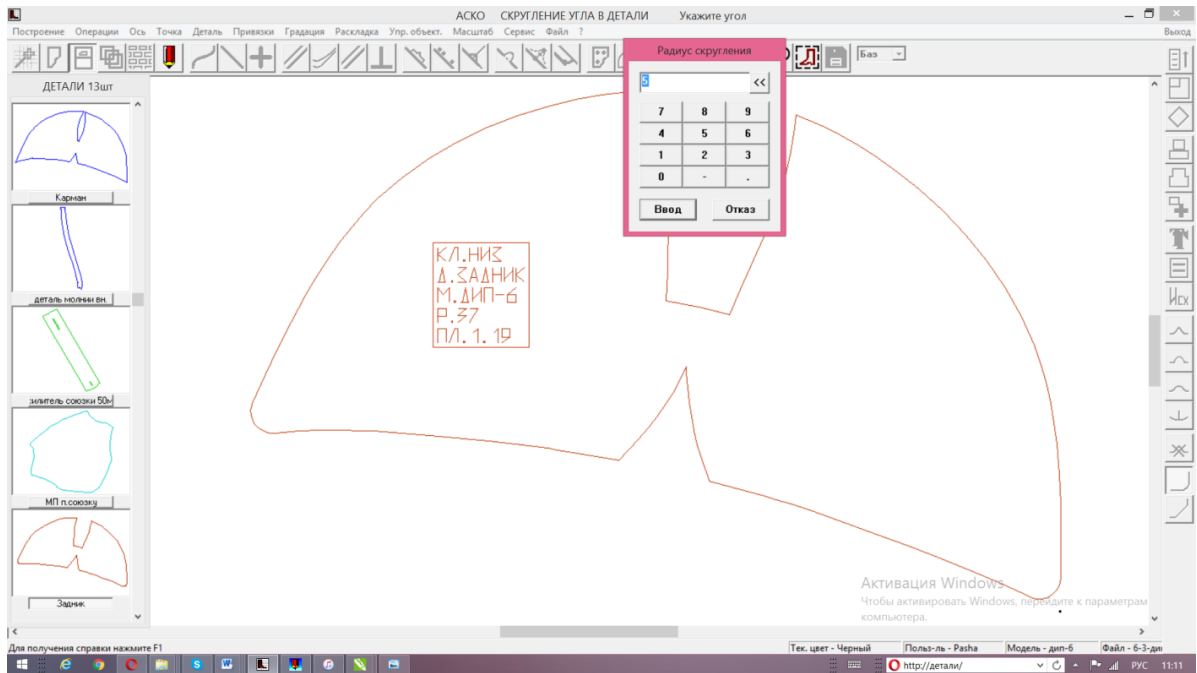 АСКО СКРУГЛЕНИЕ УГЛА В ДЕТАЛИ Укажите угол
Построение Операции Ось Точка Деталь Привязки Градация Раскладка Упр.объект. Масштаб Сервис Файл ? Выход
Баз
ДЕТАЛИ 13шт
Карман
деталь молнии вн.
зилитель союзки 50м
МП п.союзку
Задник
Радиус скругления
5 <<
7 8 9
4 5 6
1 2 3
0 - .
Ввод Отказ
КЛ.НИЗ
Д.ЗАДНИК
М.ДИП-6
Р.37
ПЛ.1.19
Исх
Активация Windows
Чтобы активировать Windows, перейдите к параметрам
компьютера.
Для получения справки нажмите F1
Тек. цвет - Черный Польз-ль - Pasha Модель - дип-6 Файл - 6-3-ди
http://детали/ РУС 11:11